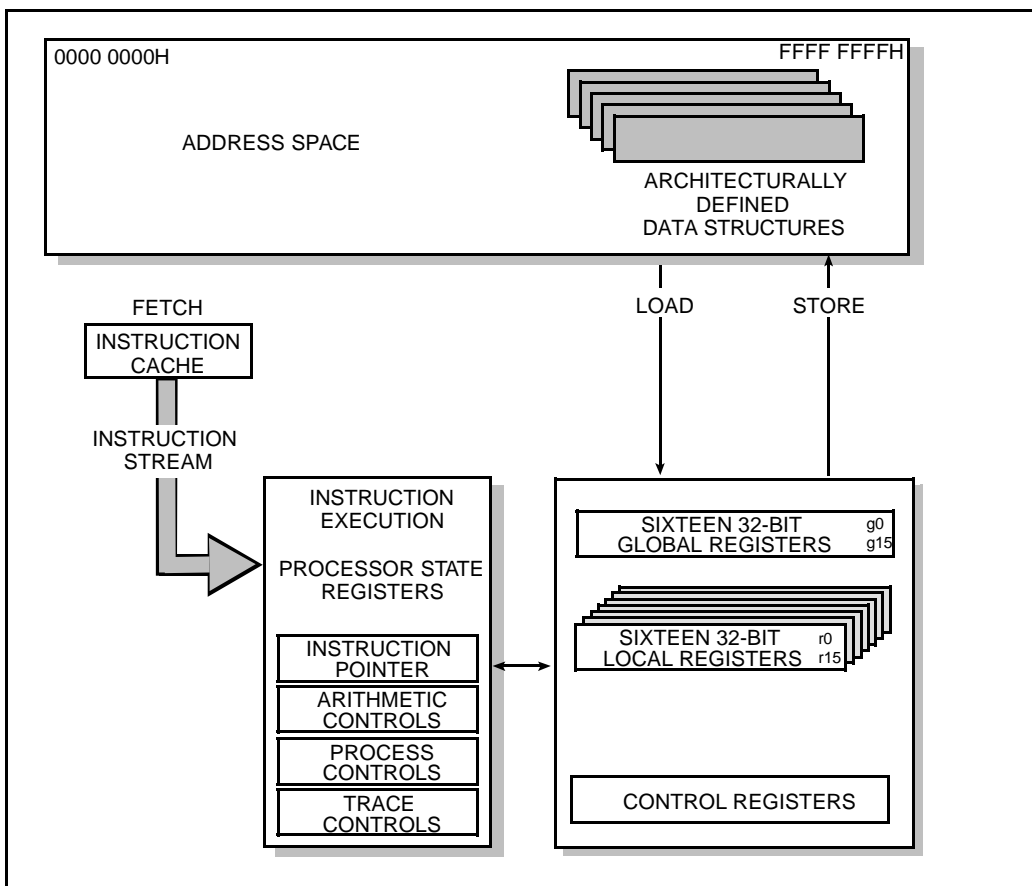 0000 0000H
FFFF FFFFH
ADDRESS SPACE
ARCHITECTURALLY
DEFINED
DATA STRUCTURES
FETCH
LOAD
STORE
INSTRUCTION
CACHE
INSTRUCTION
STREAM
INSTRUCTION
EXECUTION
PROCESSOR STATE
REGISTERS
INSTRUCTION
POINTER
ARITHMETIC
CONTROLS
PROCESS
CONTROLS
TRACE
CONTROLS
SIXTEEN 32-BIT g0
GLOBAL REGISTERS g15
SIXTEEN 32-BIT r0
LOCAL REGISTERS r15
CONTROL REGISTERS